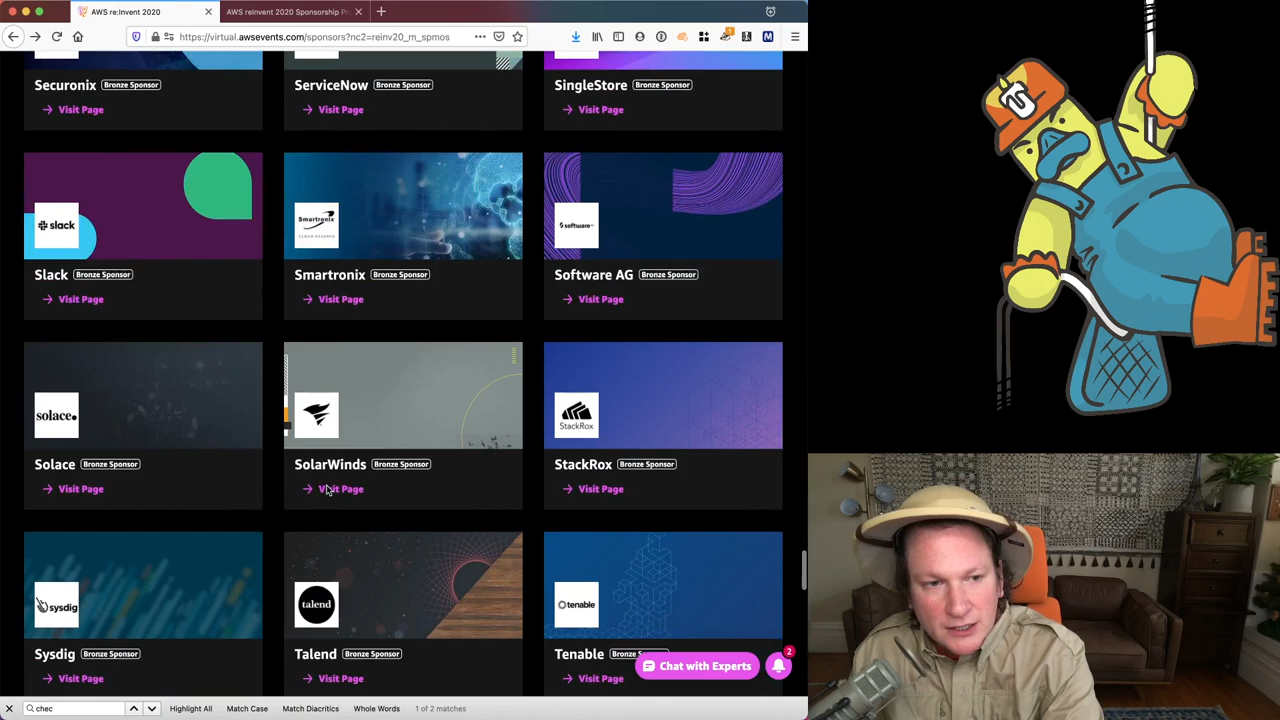 AWS re:Invent 2020
AWS reInvent 2020 Sponsorship Pr
https://virtual.awsevents.com/sponsors?nc2=reinv20_m_spmos
Securonix Bronze Sponsor
Visit Page
ServiceNow Bronze Sponsor
Visit Page
SingleStore Bronze Sponsor
Visit Page
slack
Smartronix
CLOUD ASSURED
software
Slack Bronze Sponsor
Visit Page
Smartronix Bronze Sponsor
Visit Page
Software AG Bronze Sponsor
Visit Page
solace.
StackRox
Solace Bronze Sponsor
Visit Page
SolarWinds Bronze Sponsor
Visit Page
StackRox Bronze Sponsor
Visit Page
sysdig
talend
tenable
Sysdig Bronze Sponsor
Visit Page
Talend Bronze Sponsor
Visit Page
Tenable Bronze
Visit Page
Chat with Experts
2
chec
Highlight All
Match Case
Match Diacritics
Whole Words
1 of 2 matches